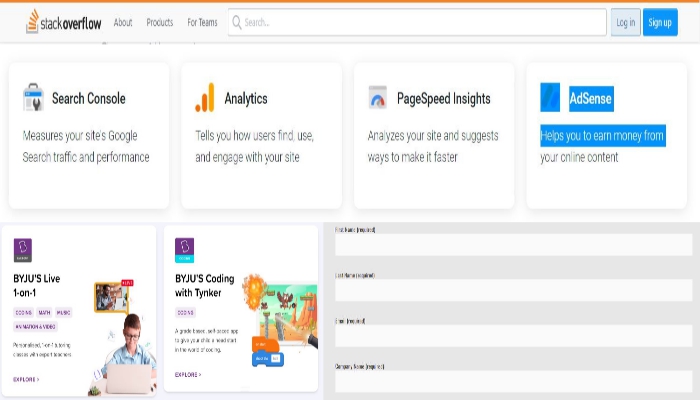 stackoverflow About Products For Teams Search... Log in Sign up
Search Console
Measures your site's Google
Search traffic and performance
Analytics
Tells you how users find, use,
and engage with your site
PageSpeed Insights
Analyzes your site and suggests
ways to make it faster
AdSense
Helps you to earn money from
your online content
BYJU'S Live
1-on-1
CODING MATH MUSIC
ANIMATION & VIDEO
Personalised, 1-on-1 tutoring
classes with expert teachers
EXPLORE >
LIVE
BYJU'S Coding
with Tynker
CODING
A grade based, self-paced app
to give your child a head start
in the world of coding.
EXPLORE >
First Name (required)
Last Name (required)
Email (required)
Company Name (required)